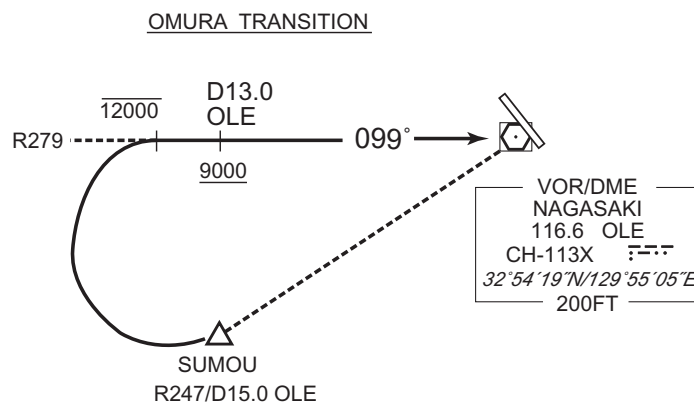 OMURA TRANSITION
D13.0
OLE
12000
R279
099°
9000
VOR/DME
NAGASAKI
116.6 OLE
CH-113X
32°54´19˝N/129°55´05˝E
200FT
SUMOU
R247/D15.0 OLE